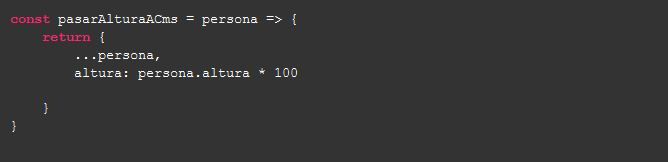 const pasarAlturaACms = persona => {
    return {
        ...persona,
        altura: persona.altura * 100
    }
}